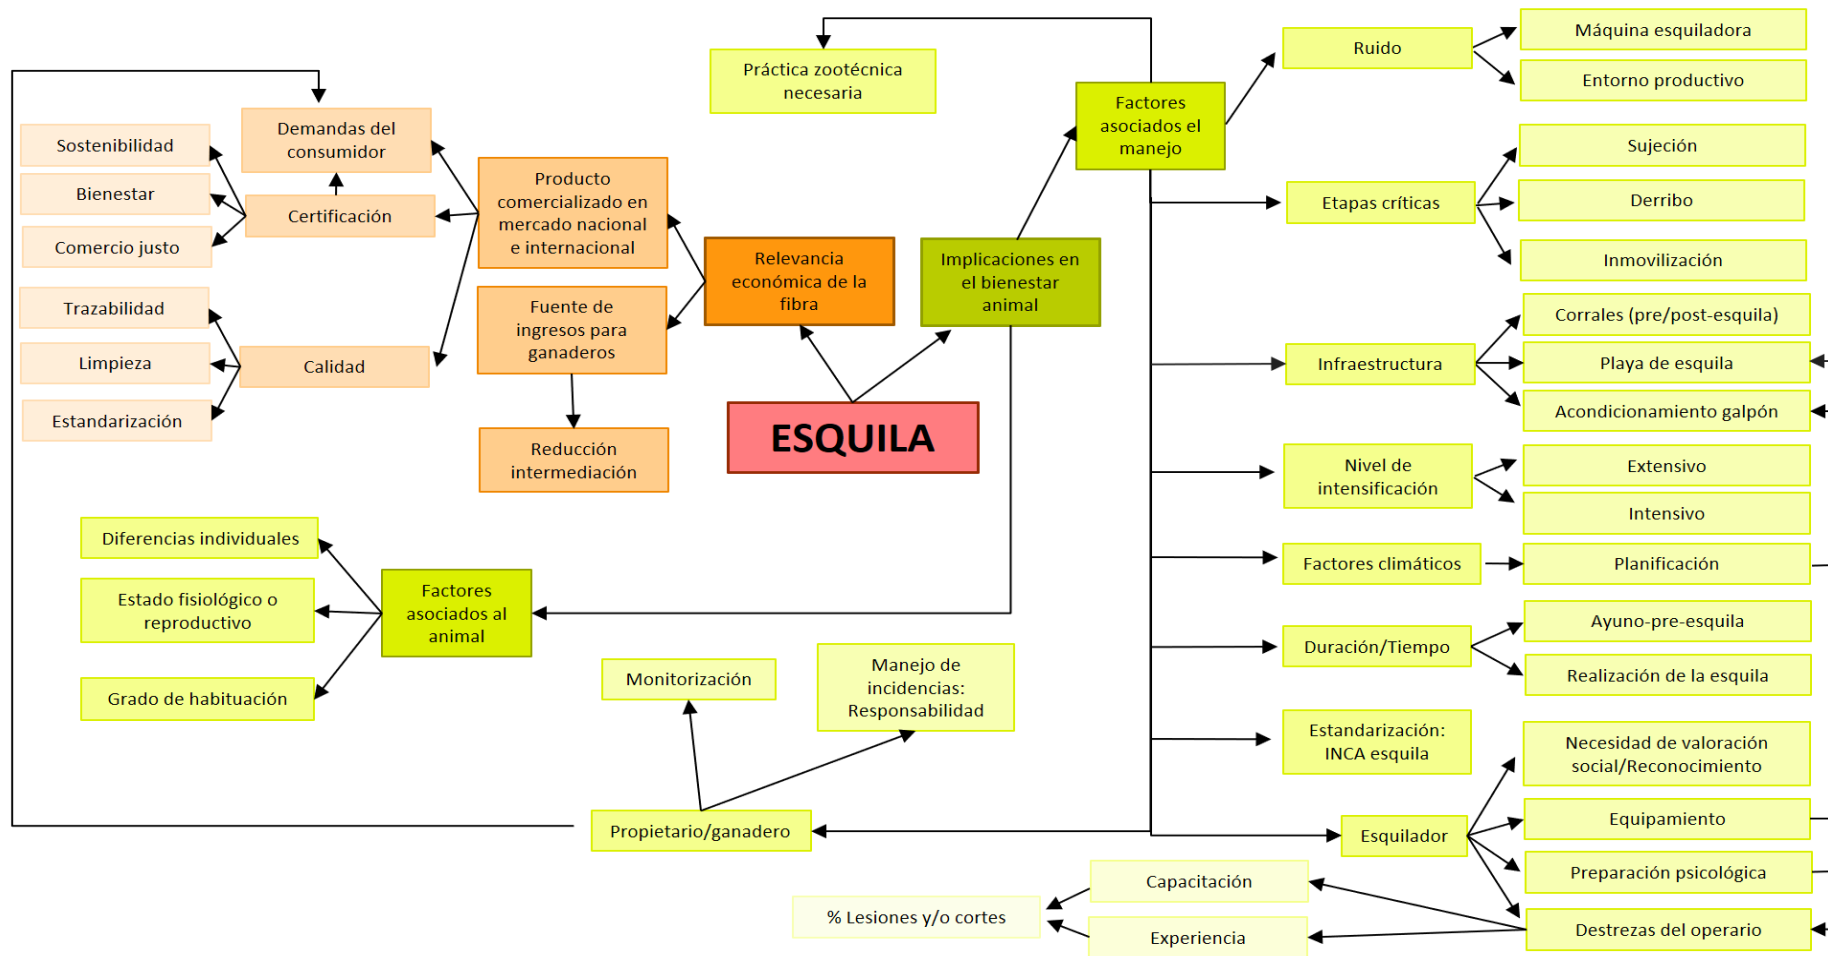 Práctica zootécnica
necesaria
Factores
asociados el
manejo
Ruido
Máquina esquiladora
Entorno productivo
Etapas críticas
Sujeción
Derribo
Inmovilización
Infraestructura
Corrales (pre/post-esquila)
Playa de esquila
Acondicionamiento galpón
Nivel de
intensificación
Extensivo
Intensivo
Factores climáticos
Planificación
Duración/Tiempo
Ayuno-pre-esquila
Realización de la esquila
Estandarización:
INCA esquila
Esquilador
Necesidad de valoración
social/Reconocimiento
Equipamiento
Preparación psicológica
Destrezas del operario
Capacitación
Experiencia
% Lesiones y/o cortes
Demandas del
consumidor
Sostenibilidad
Bienestar
Comercio justo
Certificación
Producto
comercializado en
mercado nacional
e internacional
Trazabilidad
Limpieza
Estandarización
Calidad
Fuente de
ingresos para
ganaderos
Reducción
intermediación
Relevancia
económica de la
fibra
Implicaciones en
el bienestar
animal
ESQUILA
Diferencias individuales
Estado fisiológico o
reproductivo
Grado de habituación
Factores
asociados al
animal
Monitorización
Manejo de
incidencias:
Responsabilidad
Propietario/ganadero